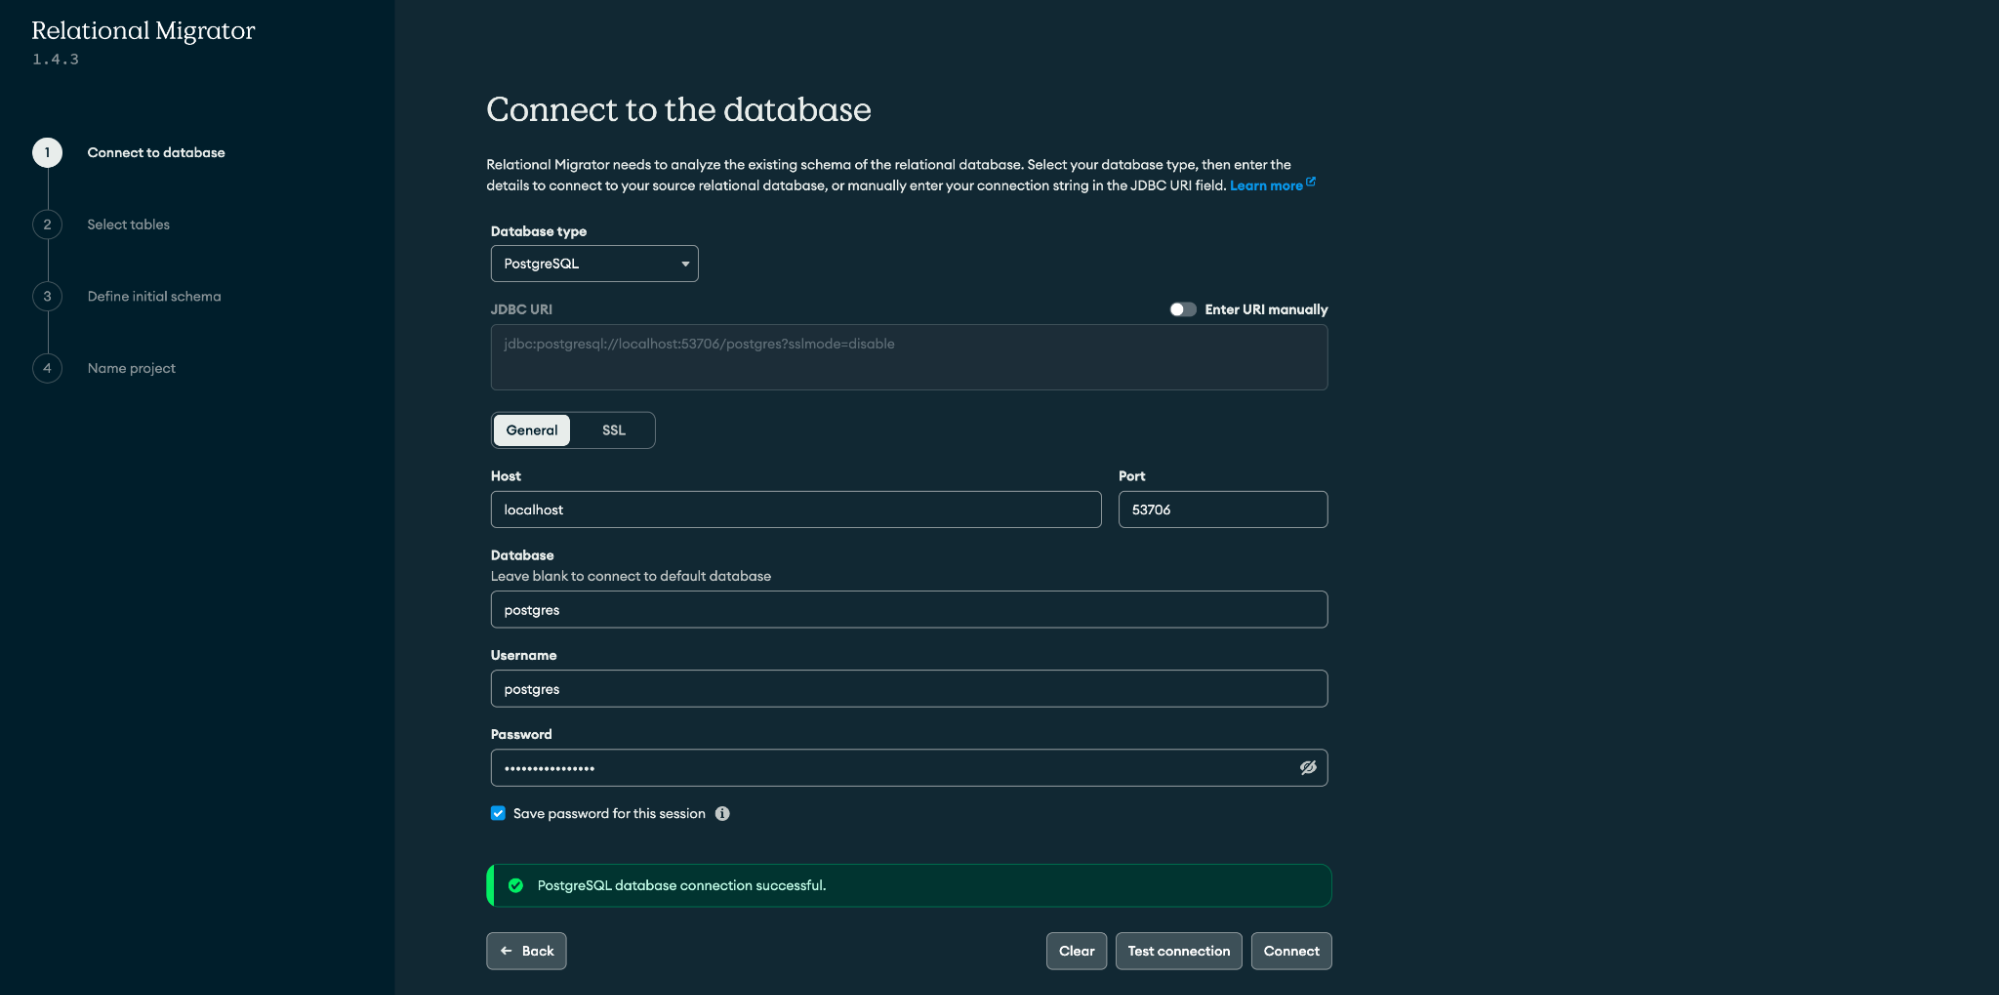 Relational Migrator
1.4.3
1 Connect to database
2 Select tables
3 Define initial schema
4 Name project
Connect to the database
Relational Migrator needs to analyze the existing schema of the relational database. Select your database type, then enter the
details to connect to your source relational database, or manually enter your connection string in the JDBC URI field. Learn more
Database type
PostgreSQL
JDBC URI Enter URI manually
jdbc:postgresql://localhost:53706/postgres?sslmode=disable
General SSL
Host Port
localhost 53706
Database
Leave blank to connect to default database
postgres
Username
postgres
Password
••••••••••••••••
Save password for this session
PostgreSQL database connection successful.
Back Clear Test connection Connect